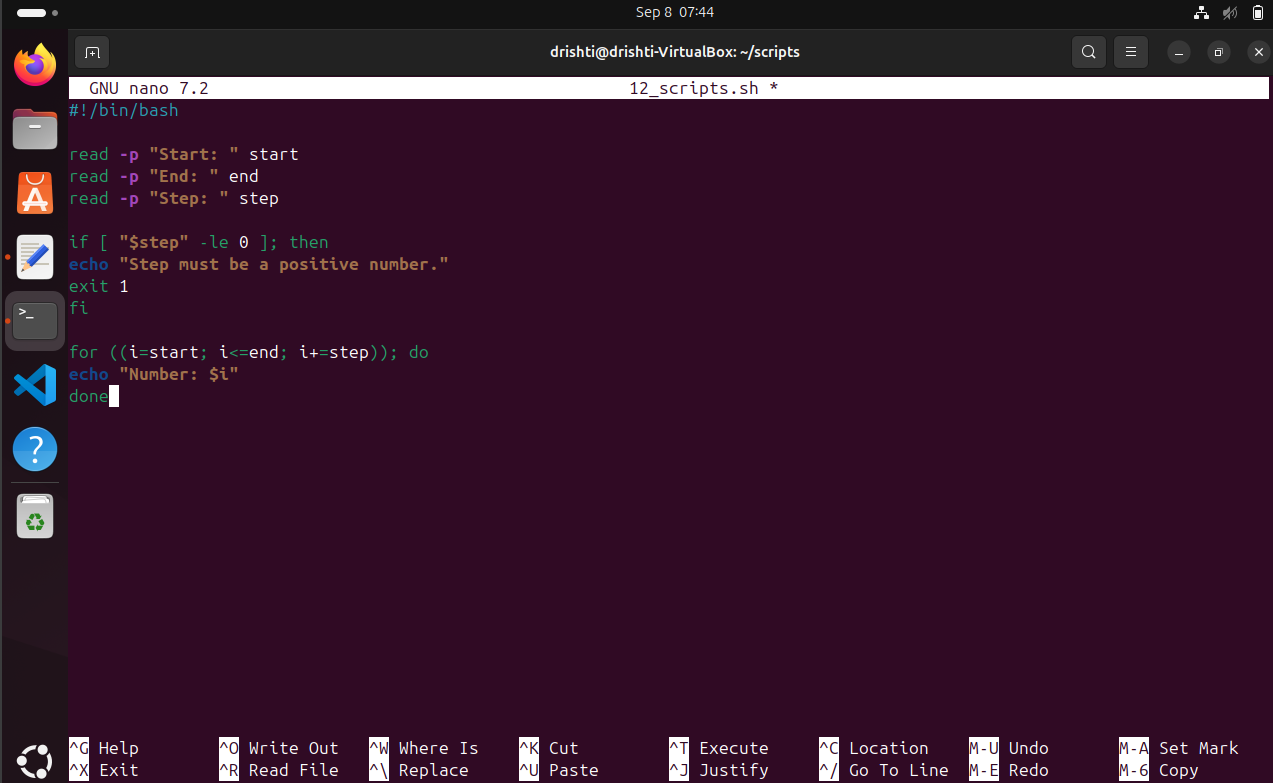 Sep 8 07:44
drishti@drishti-VirtualBox: ~/scripts
GNU nano 7.2 12_scripts.sh *
#!/bin/bash
read -p "Start: " start
read -p "End: " end
read -p "Step: " step
if [ "$step" -le 0 ]; then
echo "Step must be a positive number."
exit 1
fi
for ((i=start; i<=end; i+=step)); do
echo "Number: $i"
done
^G Help ^O Write Out ^W Where Is ^K Cut ^T Execute ^C Location M-U Undo M-A Set Mark
^X Exit ^R Read File ^\ Replace ^U Paste ^J Justify ^/ Go To Line M-E Redo M-6 Copy